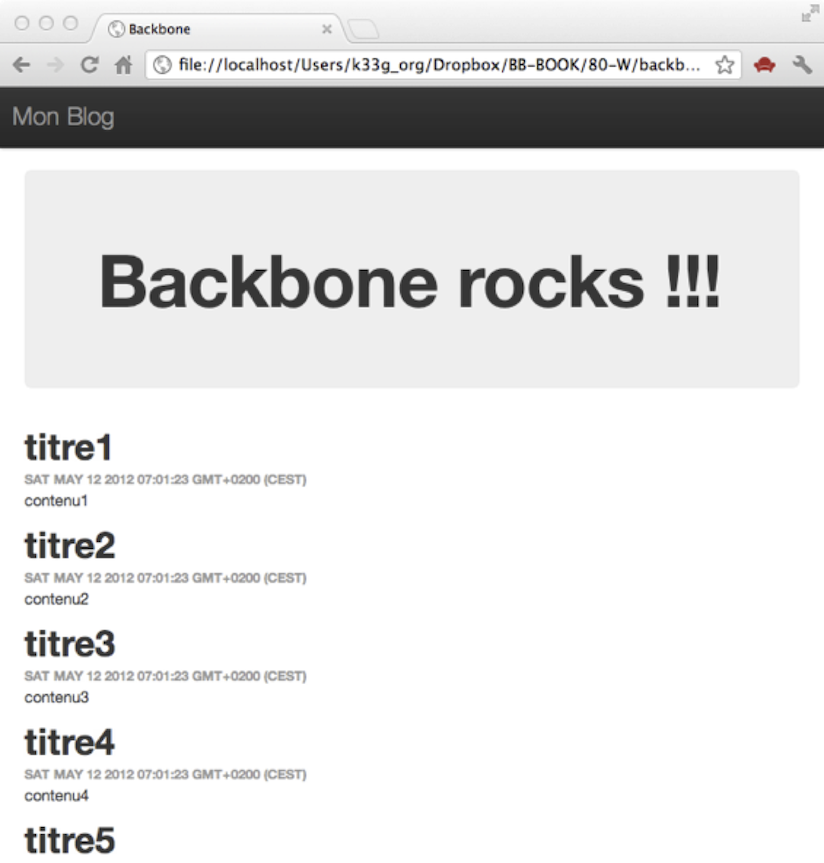 Backbone
file://localhost/Users/k33g_org/Dropbox/BB-BOOK/80-W/backb...
Mon Blog
Backbone rocks !!!
titre1
SAT MAY 12 2012 07:01:23 GMT+0200 (CEST)
contenu1
titre2
SAT MAY 12 2012 07:01:23 GMT+0200 (CEST)
contenu2
titre3
SAT MAY 12 2012 07:01:23 GMT+0200 (CEST)
contenu3
titre4
SAT MAY 12 2012 07:01:23 GMT+0200 (CEST)
contenu4
titre5